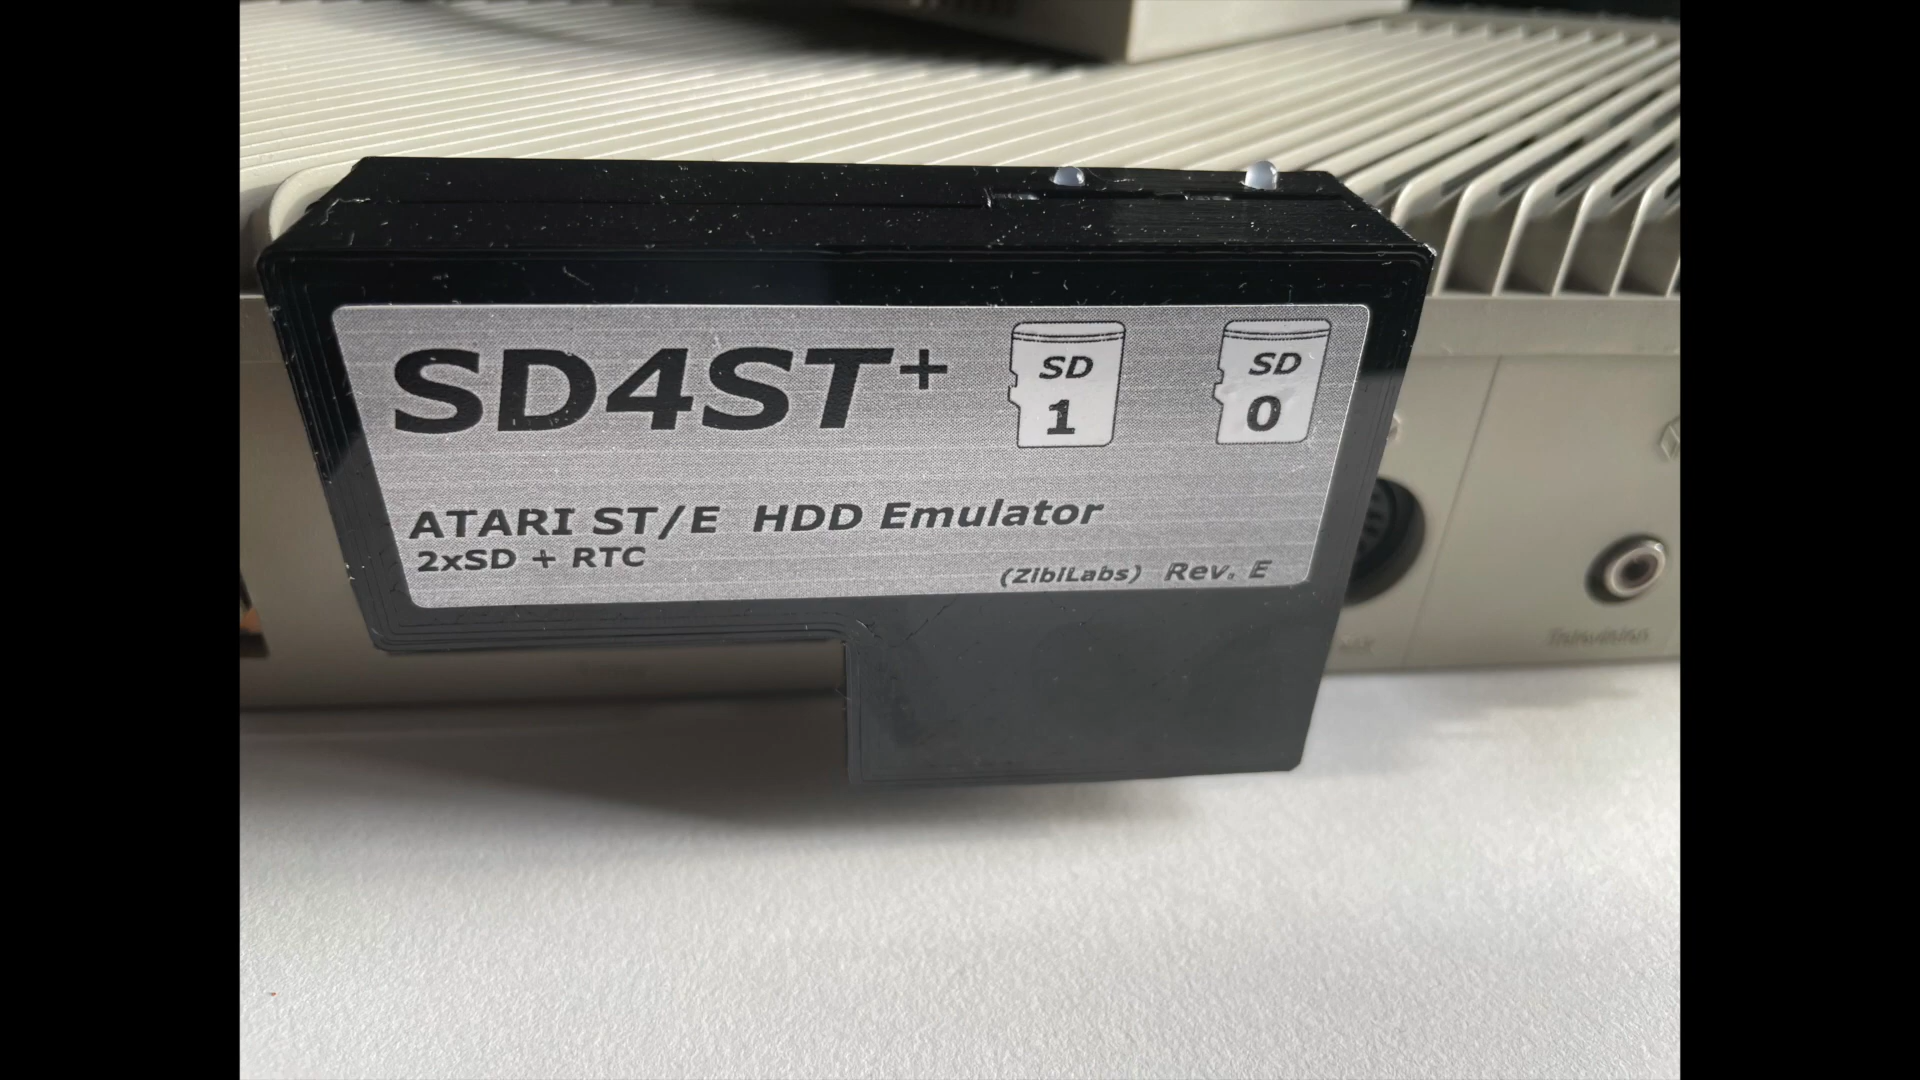 SD4ST+
SD
1
SD
0
ATARI ST/E HDD Emulator
2xSD + RTC
(ZibiLabs) Rev. E